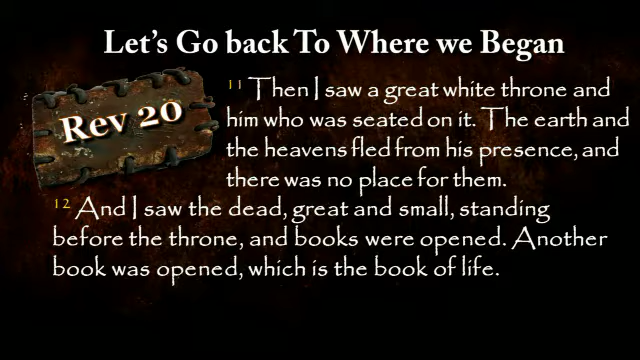 Let's Go back To Where we Began
Rev 20
11 Then I saw a great white throne and
him who was seated on it. The earth and
the heavens fled from his presence, and
there was no place for them.
12 And I saw the dead, great and small, standing
before the throne, and books were opened. Another
book was opened, which is the book of life.